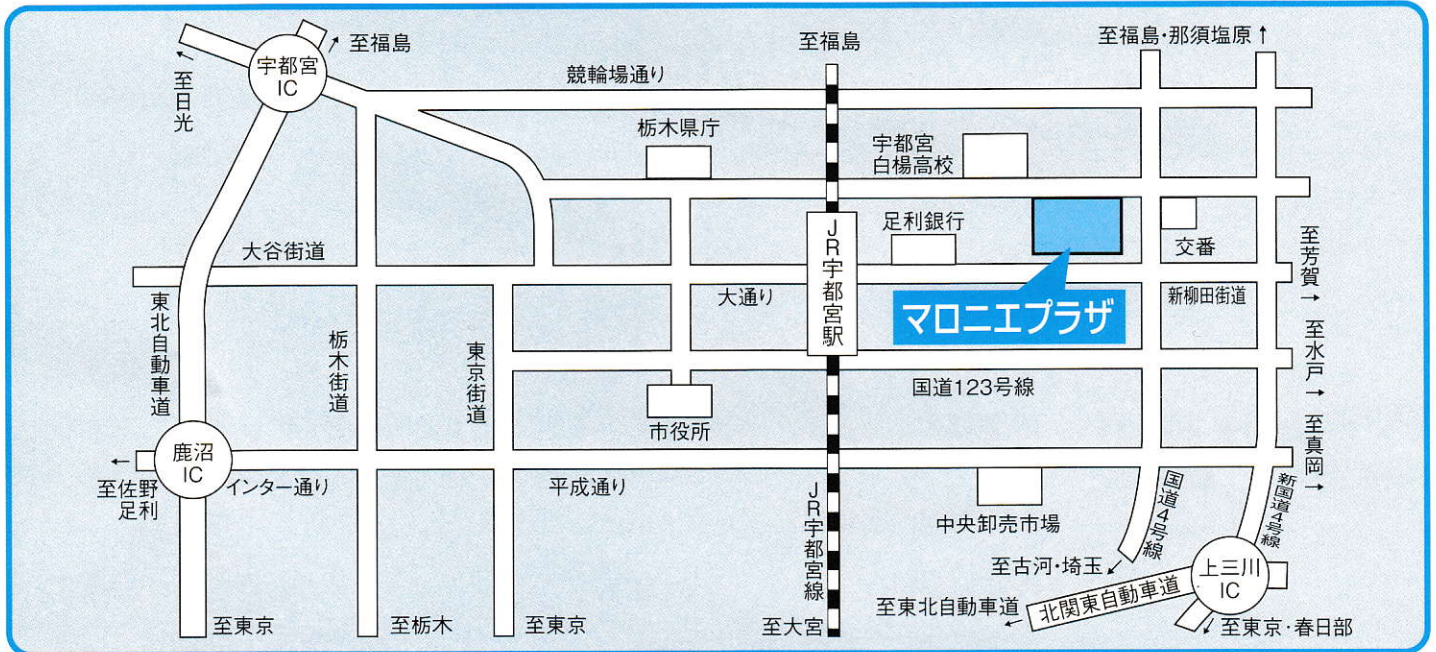 至福島
至福島
至福島・那須塩原↑
宇都宮
IC
至日光
競輪場通り
栃木県庁
宇都宮
白楊高校
足利銀行
交番
至芳賀→
大谷街道
大通り
JR宇都宮駅
マロニエプラザ
新柳田街道
東北自動車道
栃木街道
東京街道
至水戸→
国道123号線
市役所
至真岡→
鹿沼
IC
←
至佐野
足利
インター通り
平成通り
JR宇都宮線
中央卸売市場
国道4号線
新国道4号線
至古河・埼玉
上三川
IC
北関東自動車道
至東北自動車道
←
至東京
至栃木
至東京
至大宮
至東京・春日部